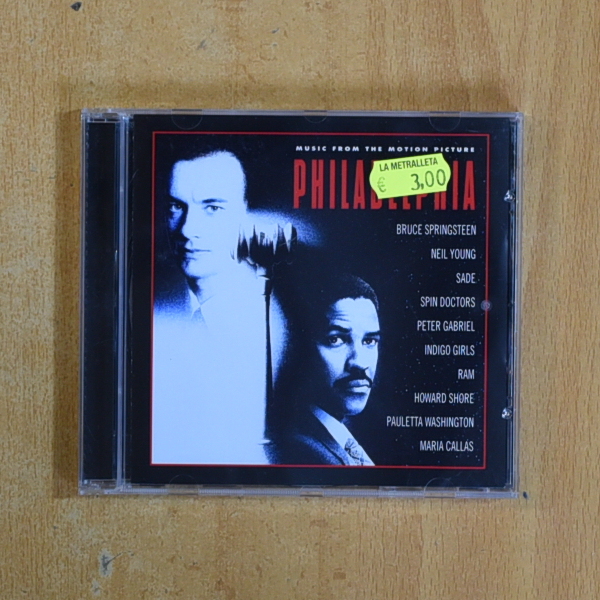 MUSIC FROM THE MOTION PICTURE
PHILADELPHIA
LA METRALLETA
€ 3,00
BRUCE SPRINGSTEEN
NEIL YOUNG
SADE
SPIN DOCTORS
PETER GABRIEL
INDIGO GIRLS
RAM
HOWARD SHORE
PAULETTA WASHINGTON
MARIA CALLAS